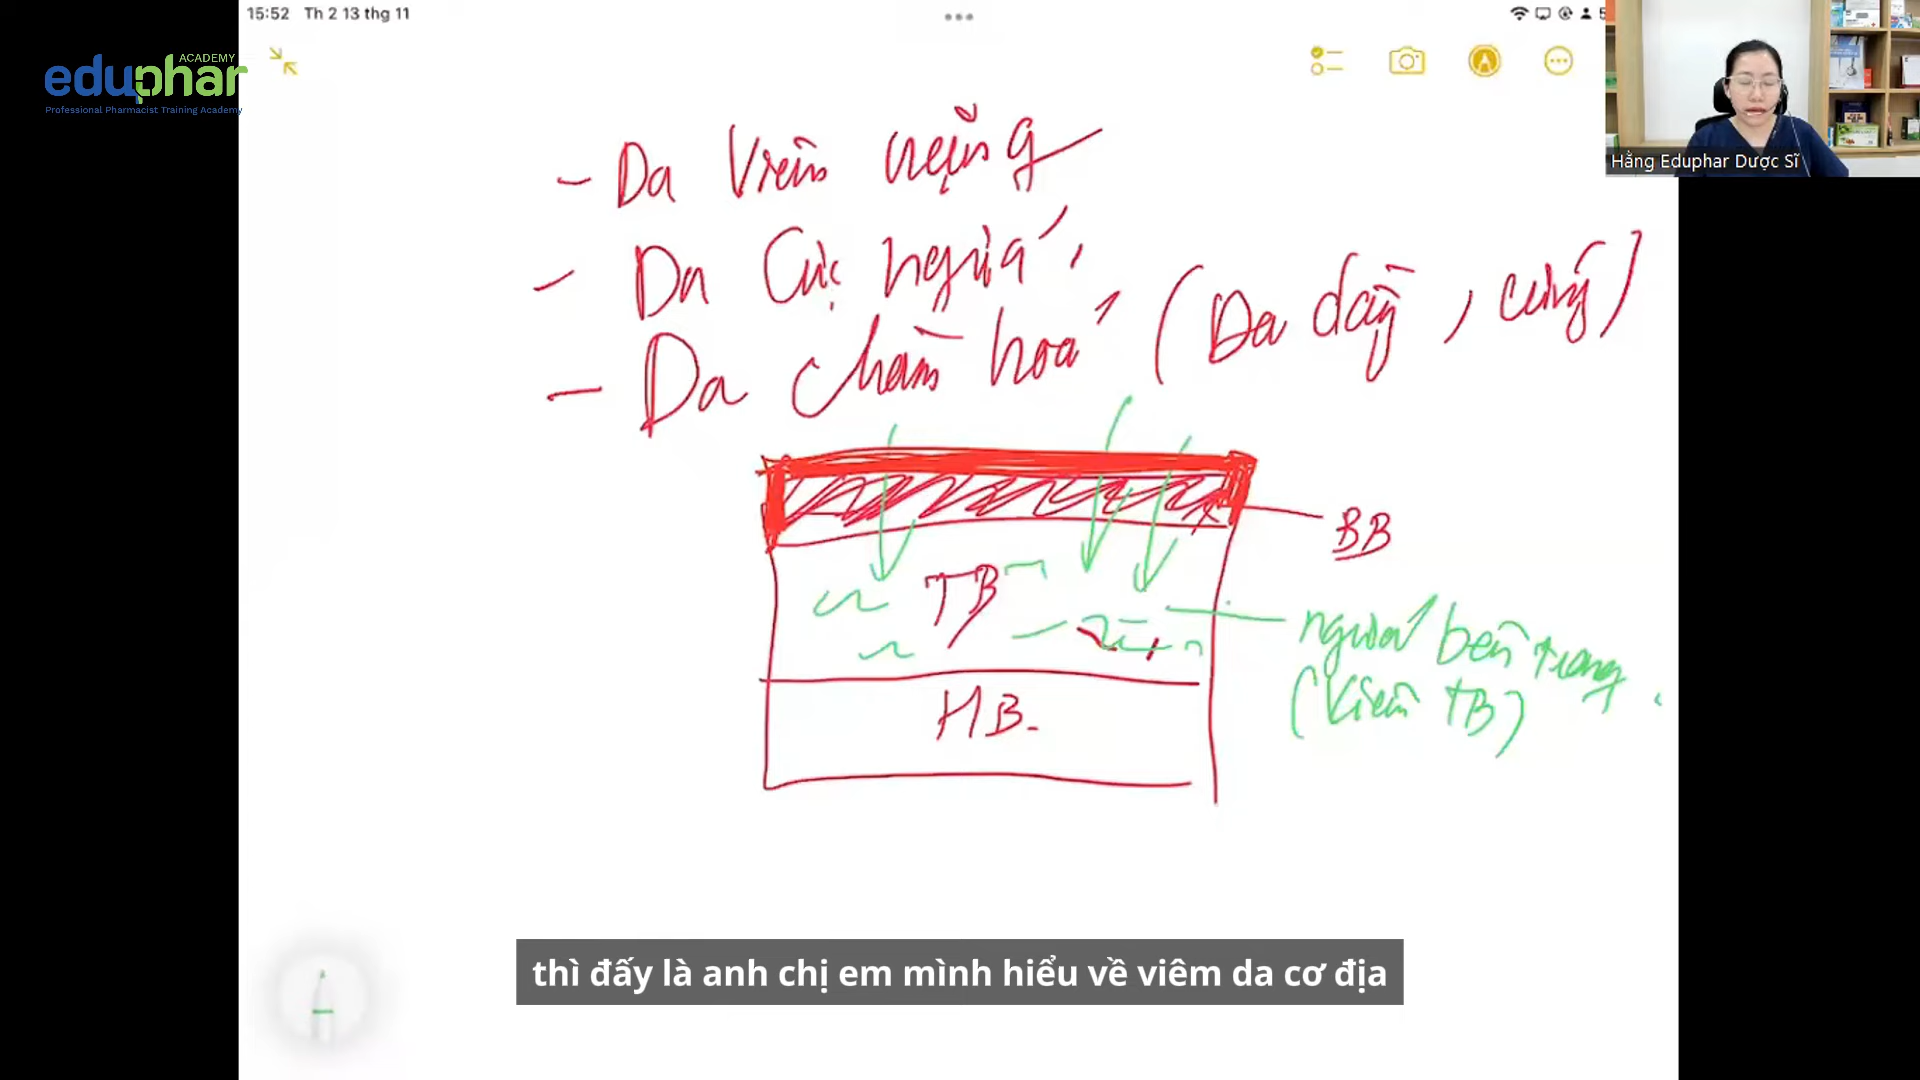 15:52 Th 2 13 thg 11
ACADEMY
eduphar
Professional Pharmacist Training Academy
Hằng Eduphar Dược Sĩ
- Da Viêm nặng
- Da Cực ngứa,
- Da chàm hoá (Da dày, cứng)
BB
TB
ngứa bên trong
(Viêm TB)
HB.
thì đấy là anh chị em mình hiểu về viêm da cơ địa